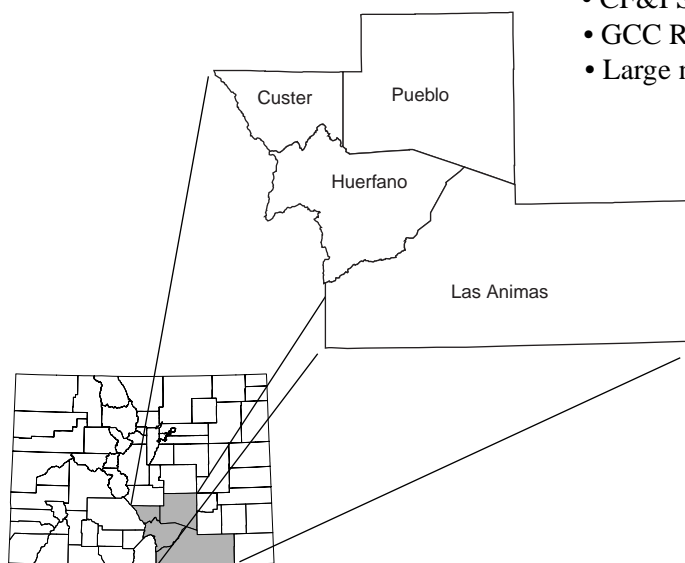 • CF&I S
• GCC R
• Large
Custer
Pueblo
Huerfano
Las Animas